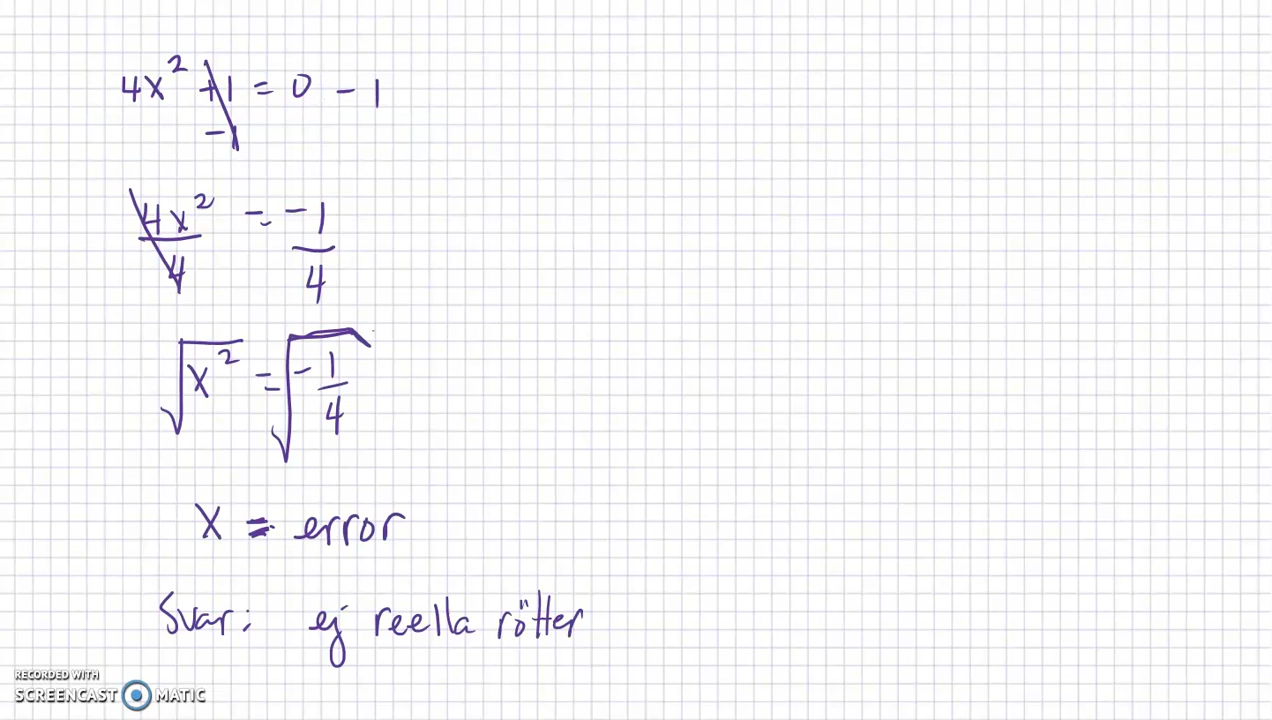 4x² +1 = 0 - 1
-1
4x² = -1
4 4
√x² = √-1/4
x = error
Svar: ej reella rötter
RECORDED WITH
SCREENCAST MATIC